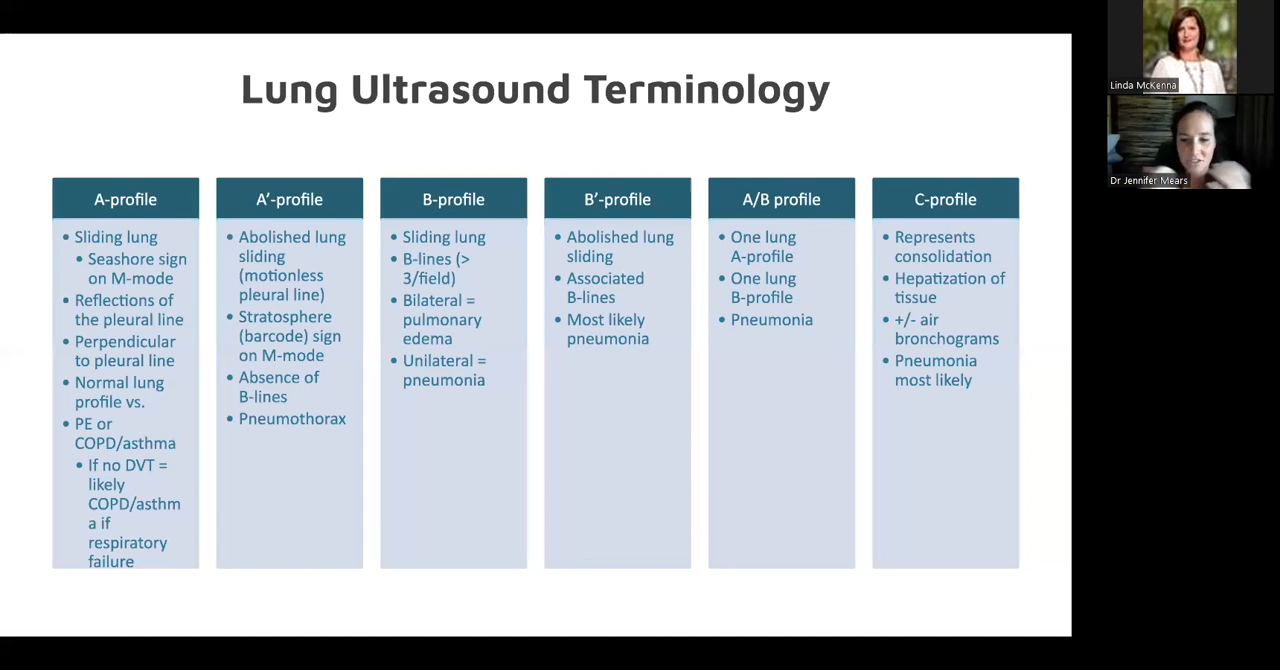 Lung Ultrasound Terminology
A-profile
• Sliding lung
• Seashore sign
on M-mode
• Reflections of
the pleural line
• Perpendicular
to pleural line
• Normal lung
profile vs.
• PE or
COPD/asthma
• If no DVT =
likely
COPD/asthm
a if
respiratory
failure
A′-profile
• Abolished lung
sliding
(motionless
pleural line)
• Stratosphere
(barcode) sign
on M-mode
• Absence of
B-lines
• Pneumothorax
B-profile
• Sliding lung
• B-lines (>
3/field)
• Bilateral =
pulmonary
edema
• Unilateral =
pneumonia
B′-profile
• Abolished lung
sliding
• Associated
B-lines
• Most likely
pneumonia
A/B profile
• One lung
A-profile
• One lung
B-profile
• Pneumonia
C-profile
• Represents
consolidation
• Hepatization of
tissue
• +/- air
bronchograms
• Pneumonia
most likely
Linda McKenna
Dr Jennifer Mears